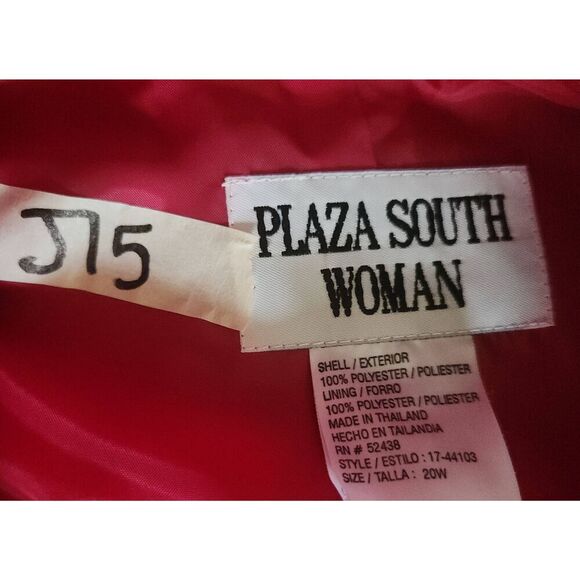 J75
PLAZA SOUTH
WOMAN
SHELL / EXTERIOR
100% POLYESTER / POLIESTER
LINING / FORRO
100% POLYESTER / POLIESTER
MADE IN THAILAND
HECHO EN TAILANDIA
RN # 52438
STYLE / ESTILO : 17-44103
SIZE / TALLA : 20W